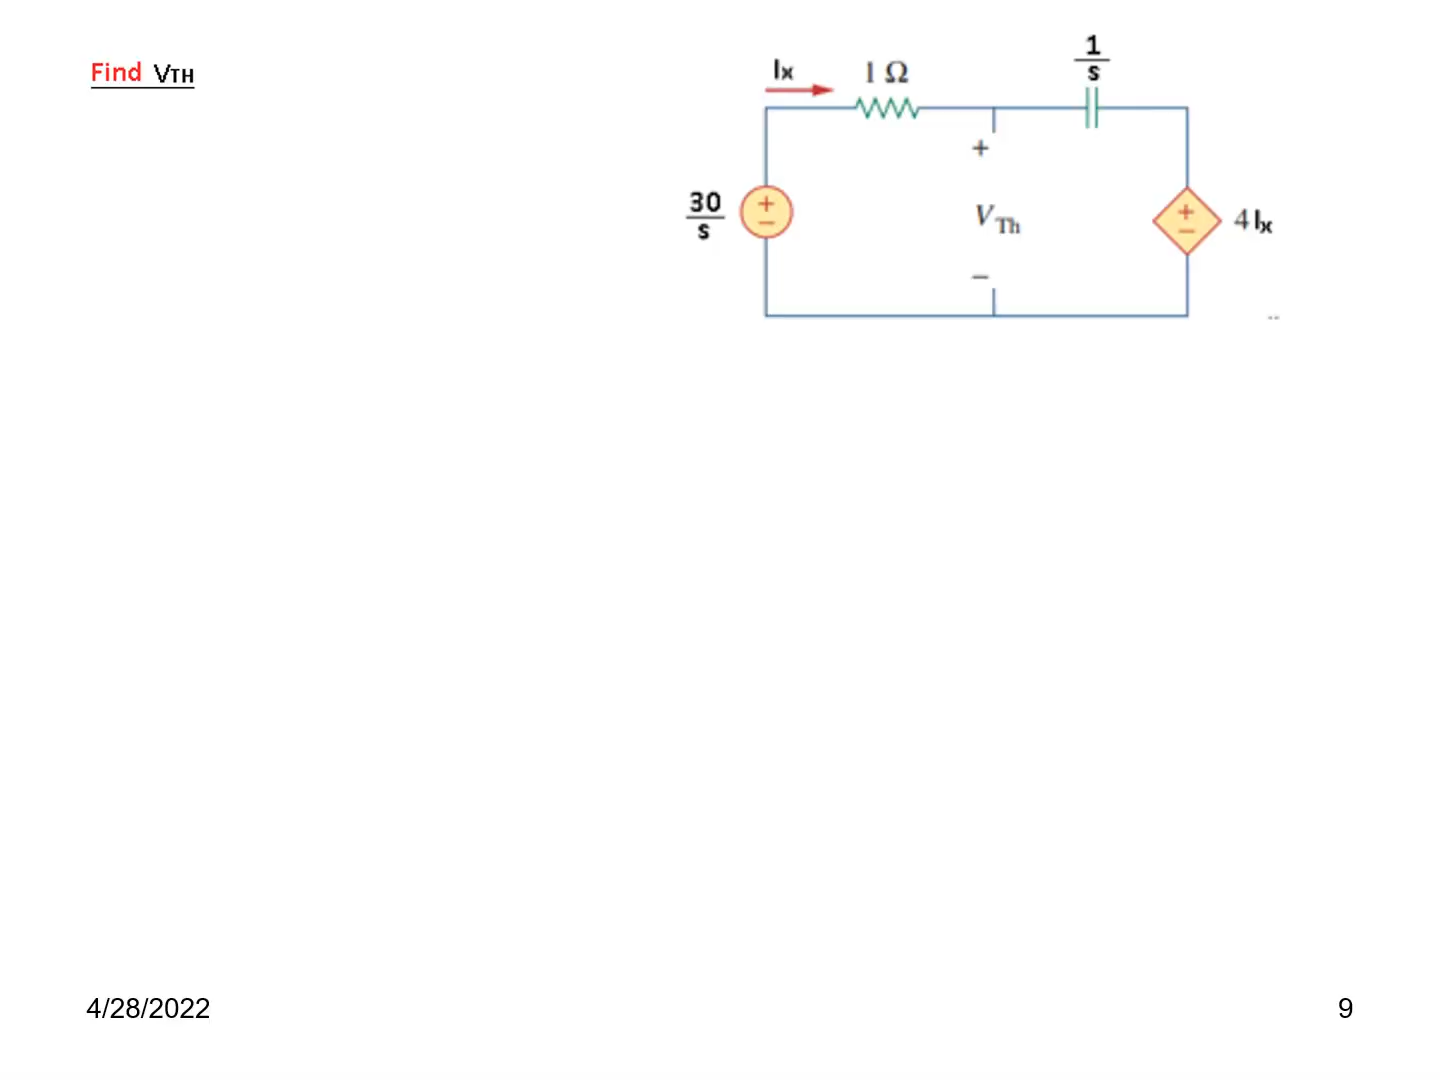 Find VTH
Ix
1 Ω
1
s
+
30
s
+
−
VTh
+
−
4 Ix
−
..
4/28/2022
9